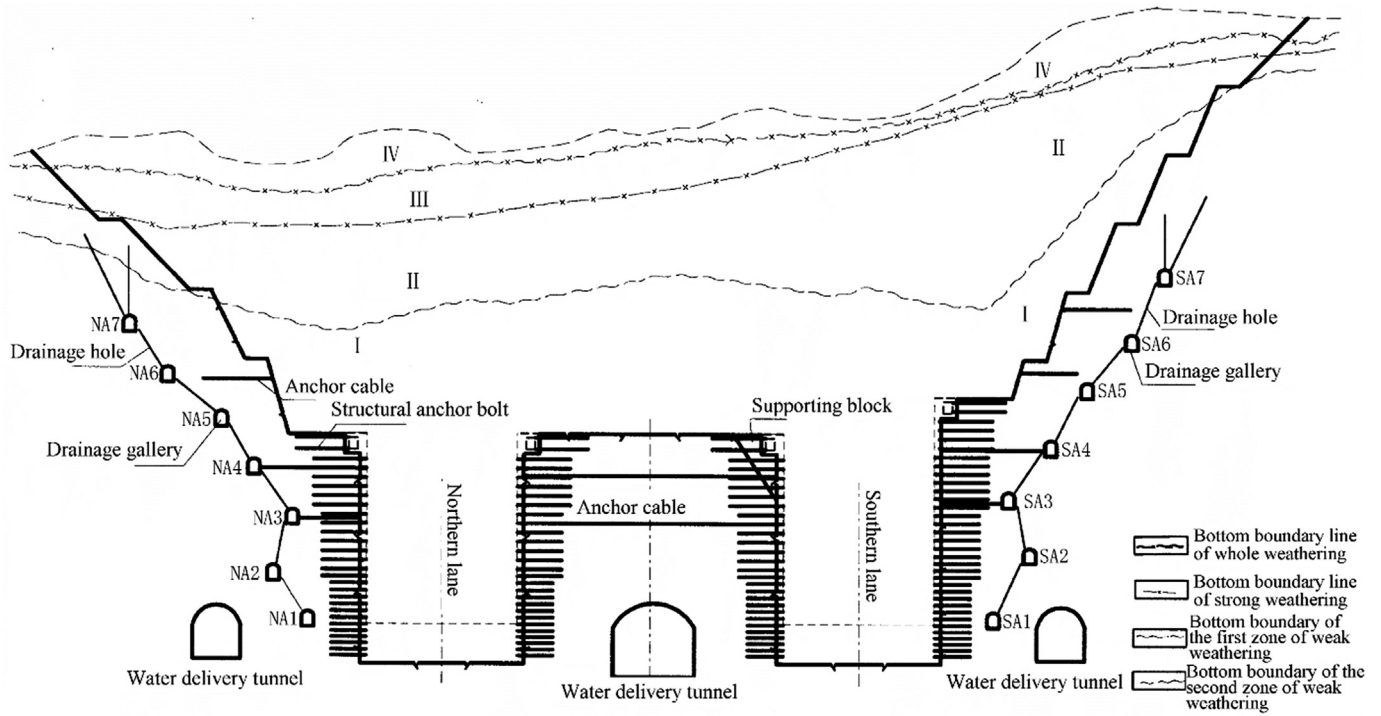 IV
IV
II
III
II
I
I
NA7
Drainage hole
NA6
Anchor cable
Structural anchor bolt
NA5
Drainage gallery
NA4
NA3
NA2
NA1
Northern lane
Supporting block
Anchor cable
Southern lane
SA7
Drainage hole
SA6
Drainage gallery
SA5
SA4
SA3
SA2
SA1
Water delivery tunnel
Water delivery tunnel
Water delivery tunnel
Bottom boundary line
of whole weathering
Bottom boundary line
of strong weathering
Bottom boundary of
the first zone of weak
weathering
Bottom boundary of the
second zone of weak
weathering